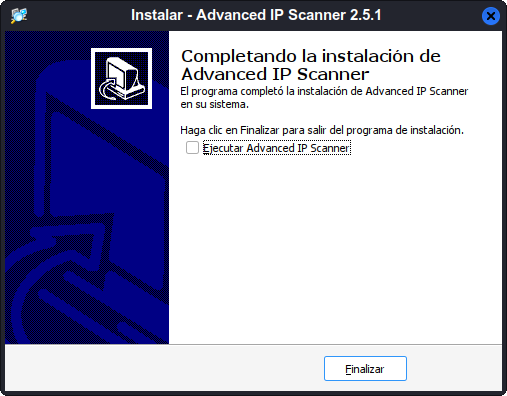 Instalar - Advanced IP Scanner 2.5.1
Completando la instalación de
Advanced IP Scanner
El programa completó la instalación de Advanced IP Scanner
en su sistema.
Haga clic en Finalizar para salir del programa de instalación.
Ejecutar Advanced IP Scanner
Finalizar